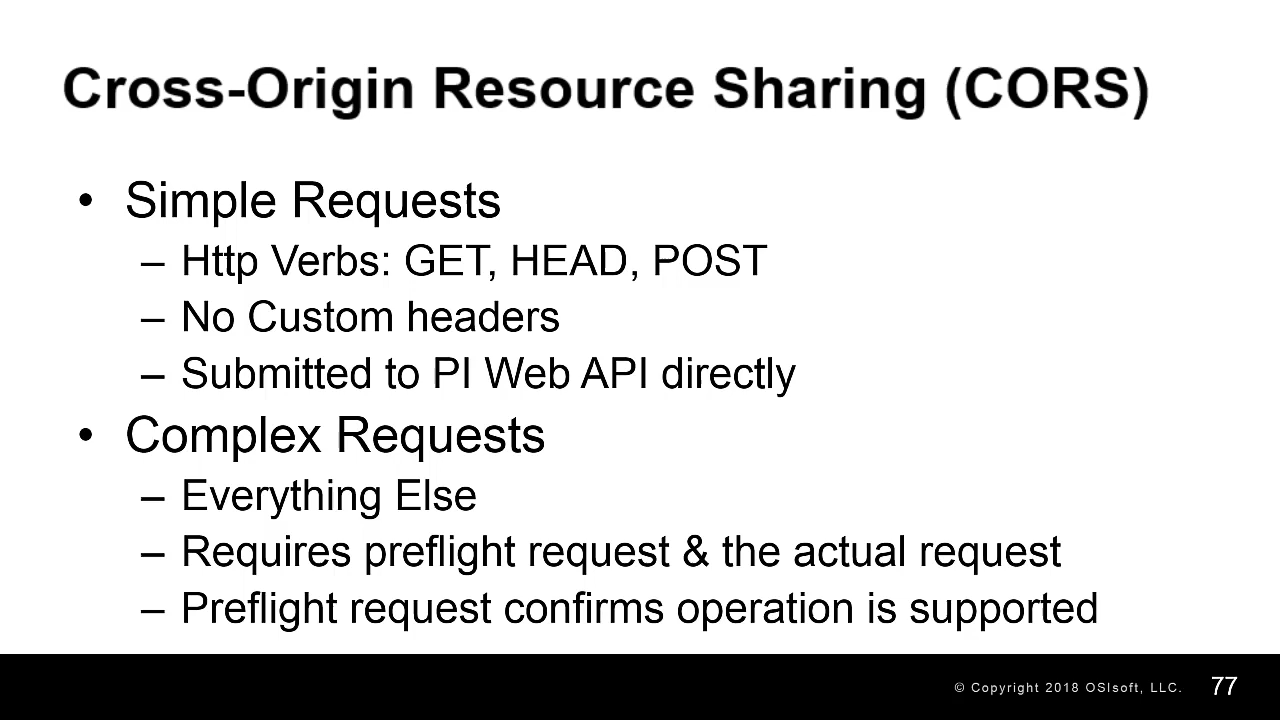 Cross-Origin Resource Sharing (CORS)
• Simple Requests
– Http Verbs: GET, HEAD, POST
– No Custom headers
– Submitted to PI Web API directly
• Complex Requests
– Everything Else
– Requires preflight request & the actual request
– Preflight request confirms operation is supported
© Copyright 2018 OSIsoft, LLC. 77